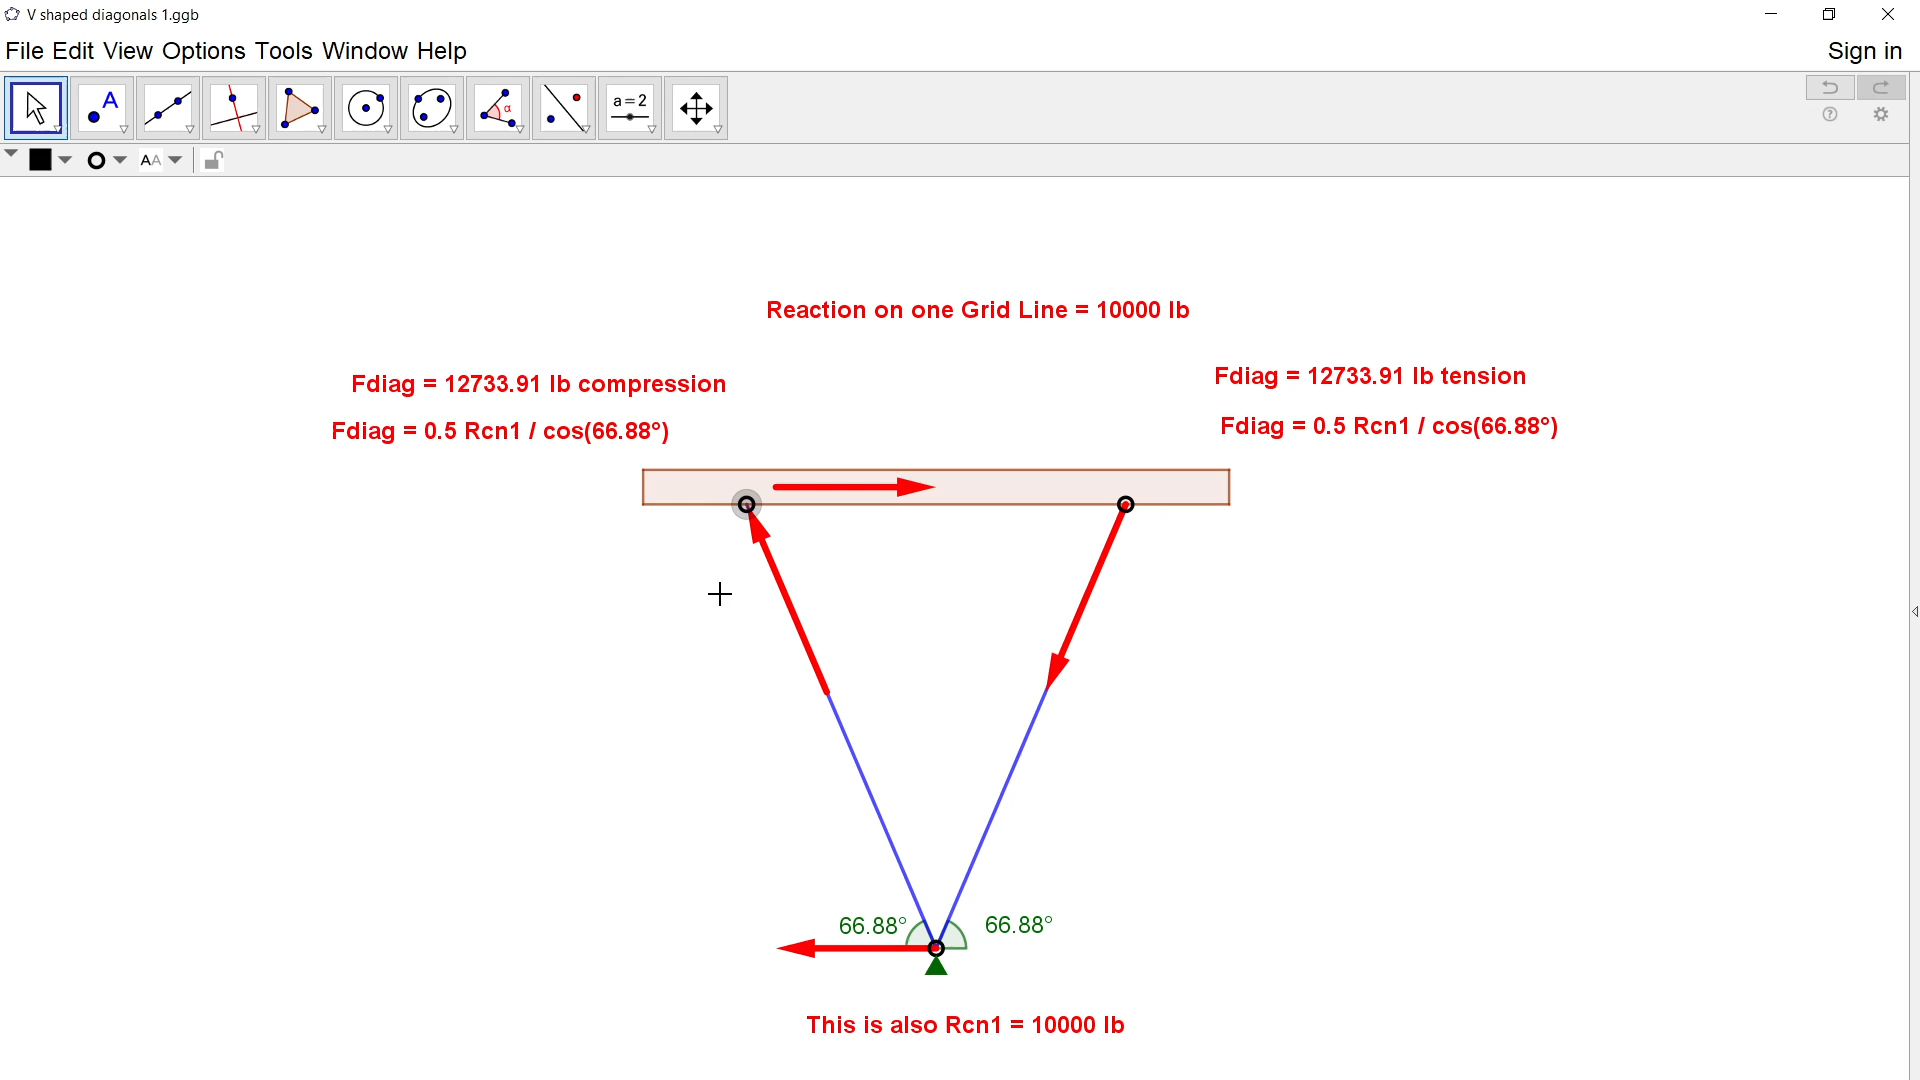 V shaped diagonals 1.ggb
File Edit View Options Tools Window Help
Sign in
A
α
a=2
?
AA
Reaction on one Grid Line = 10000 lb
Fdiag = 12733.91 lb compression
Fdiag = 12733.91 lb tension
Fdiag = 0.5 Rcn1 / cos(66.88°)
Fdiag = 0.5 Rcn1 / cos(66.88°)
66.88°
66.88°
This is also Rcn1 = 10000 lb